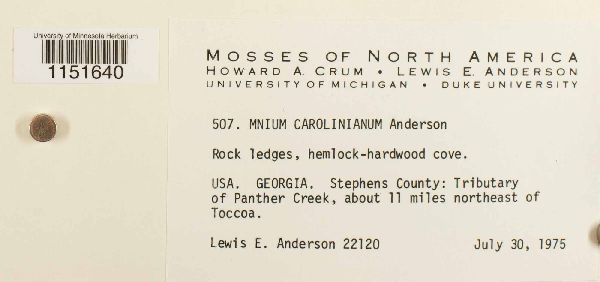 University of Minnesota Herbarium
1151640
MOSSES OF NORTH AMERICA
HOWARD A. CRUM • LEWIS E. ANDERSON
UNIVERSITY OF MICHIGAN • DUKE UNIVERSITY
507. MNIUM CAROLINIANUM Anderson
Rock ledges, hemlock-hardwood cove.
USA. GEORGIA. Stephens County: Tributary
of Panther Creek, about 11 miles northeast of
Toccoa.
Lewis E. Anderson 22120 July 30, 1975